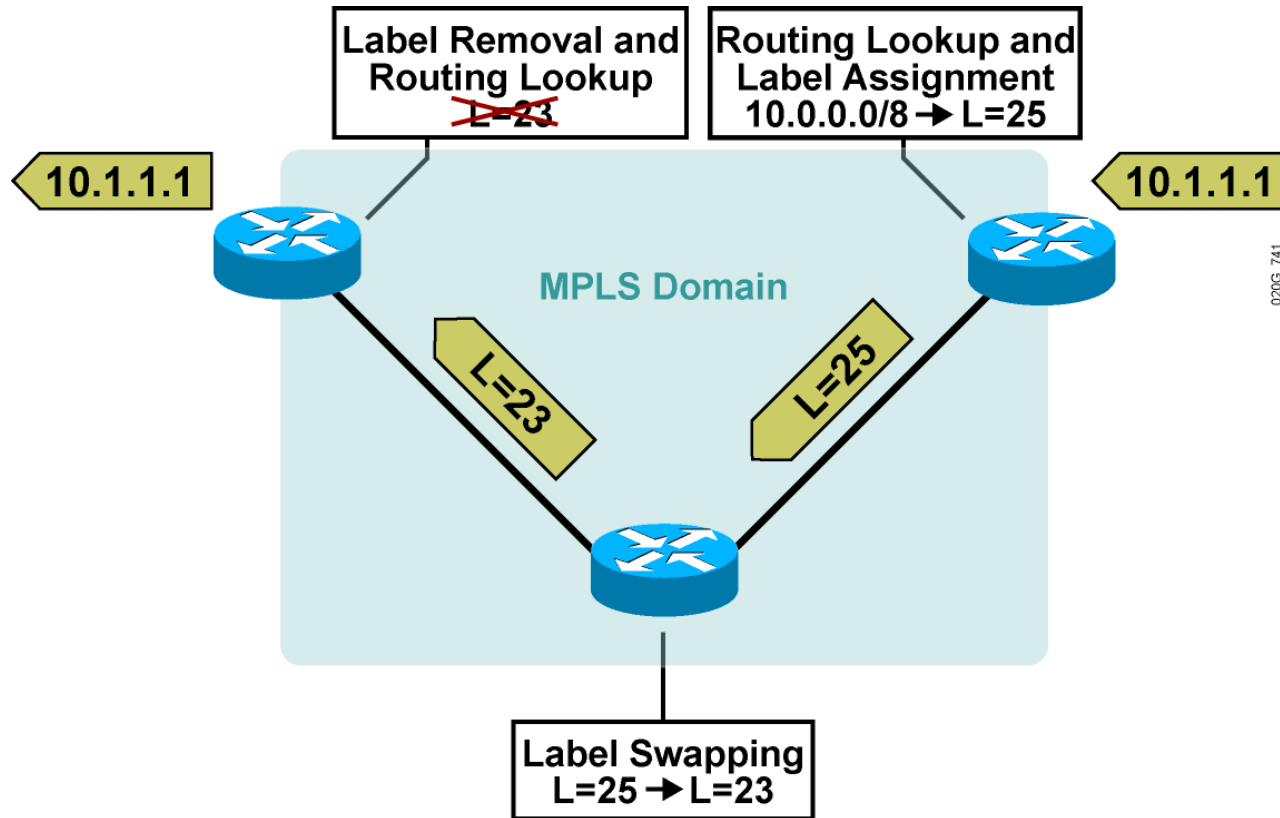 Label Removal and
Routing Lookup
L=23
Routing Lookup and
Label Assignment
10.0.0.0/8 → L=25
10.1.1.1
10.1.1.1
MPLS Domain
L=23
L=25
Label Swapping
L=25 → L=23
020G_741